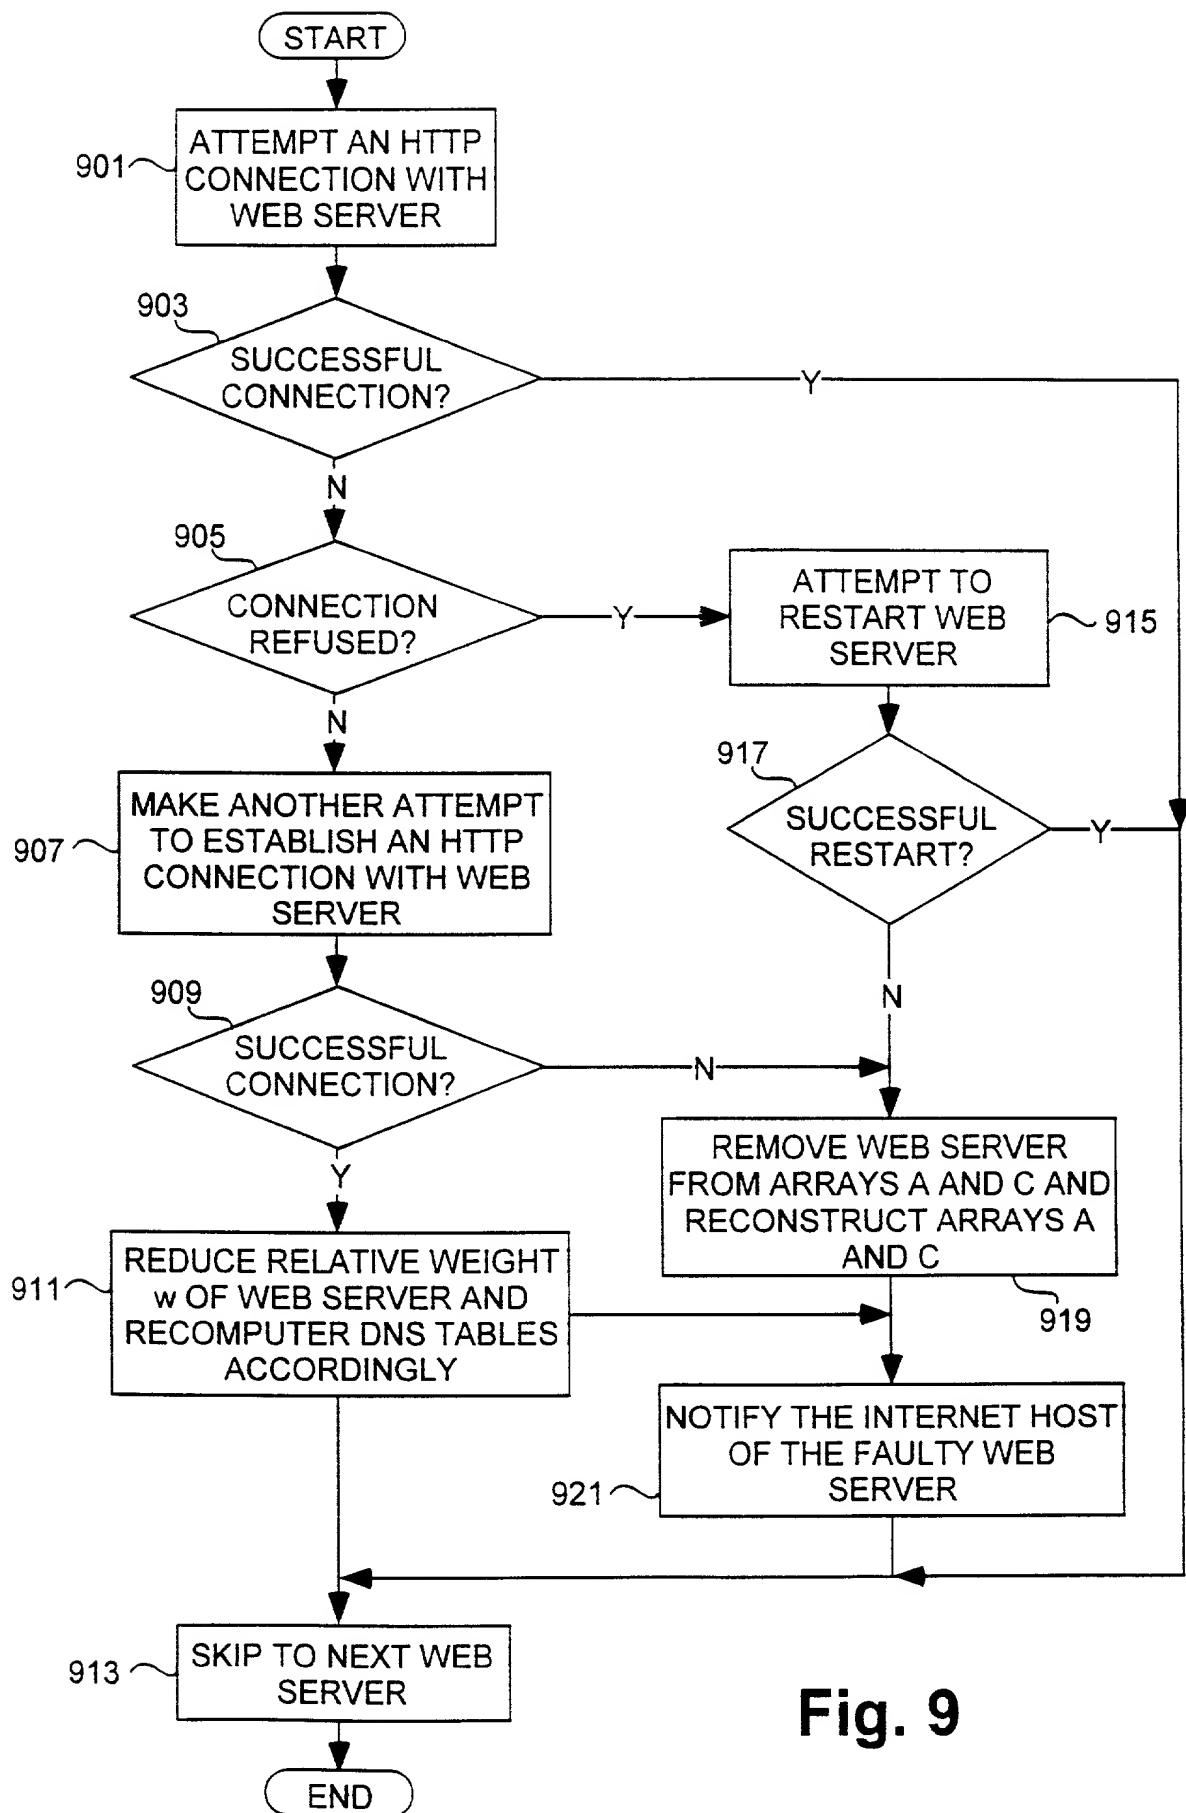 START
901
ATTEMPT AN HTTP
CONNECTION WITH
WEB SERVER
903
SUCCESSFUL
CONNECTION?
Y
N
905
CONNECTION
REFUSED?
Y
ATTEMPT TO
RESTART WEB
SERVER
915
N
917
SUCCESSFUL
RESTART?
Y
907
MAKE ANOTHER ATTEMPT
TO ESTABLISH AN HTTP
CONNECTION WITH WEB
SERVER
N
909
SUCCESSFUL
CONNECTION?
N
Y
REMOVE WEB SERVER
FROM ARRAYS A AND C AND
RECONSTRUCT ARRAYS A
AND C
919
911
REDUCE RELATIVE WEIGHT
w OF WEB SERVER AND
RECOMPUTER DNS TABLES
ACCORDINGLY
NOTIFY THE INTERNET HOST
OF THE FAULTY WEB
SERVER
921
913
SKIP TO NEXT WEB
SERVER
Fig. 9
END